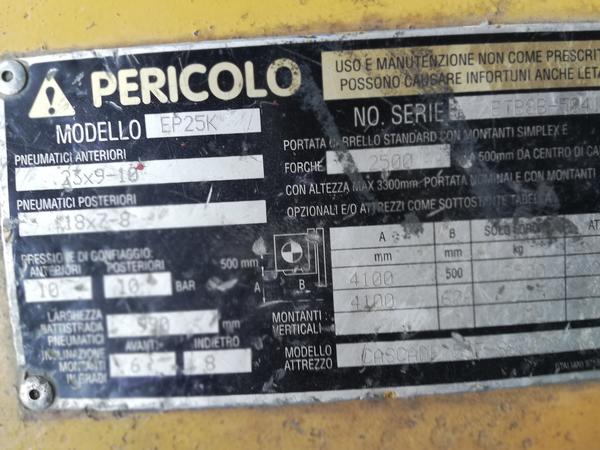 PERICOLO
USO E MANUTENZIONE NON COME PRESCRIT
POSSONO CAUSARE INFORTUNI ANCHE LETA
MODELLO EP25K
NO. SERIE
PNEUMATICI ANTERIORI
23x9-10
PNEUMATICI POSTERIORI
18x7-8
PORTATA CARRELLO STANDARD CON MONTANTI SIMPLEX E
FORCHE 2500 A 500mm DA CENTRO DI CA
CON ALTEZZA MAX 3300mm. PORTATA NOMINALE CON MONTANTI
OPZIONALI E/O ATTREZZI COME SOTTOSTANTE TABELLA
PRESSIONE DI GONFIAGGIO:
ANTERIORI POSTERIORI
10 10 BAR
500 mm
A B
LARGHEZZA
BATTISTRADA
PNEUMATICI
990 mm
INCLINAZIONE
MONTANTI
IN GRADI
AVANTI INDIETRO
6 8
A B SOLLO
mm mm kg
4100 500
4100
MONTANTI
VERTICALI
MODELLO
ATTREZZO
CASCADE